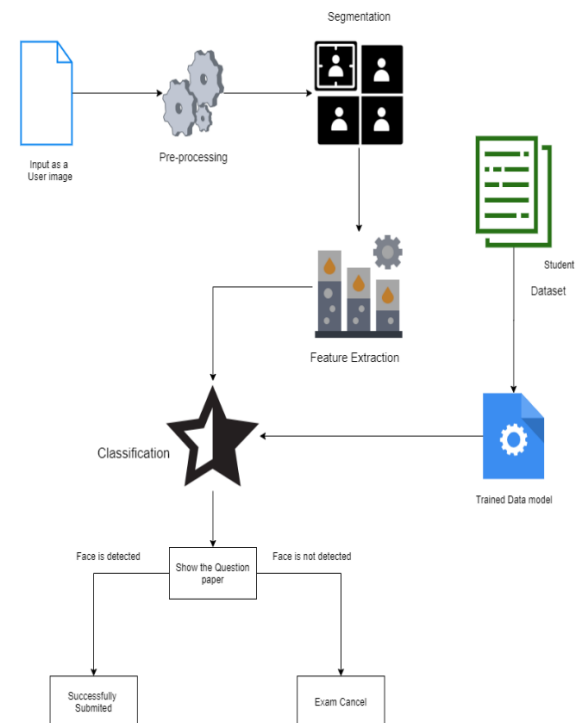 Segmentation
Pre-processing
Input as a
User image
Student
Dataset
Feature Extraction
Classification
Trained Data model
Face is detected
Face is not detected
Show the Question
paper
Successfully
Submited
Exam Cancel